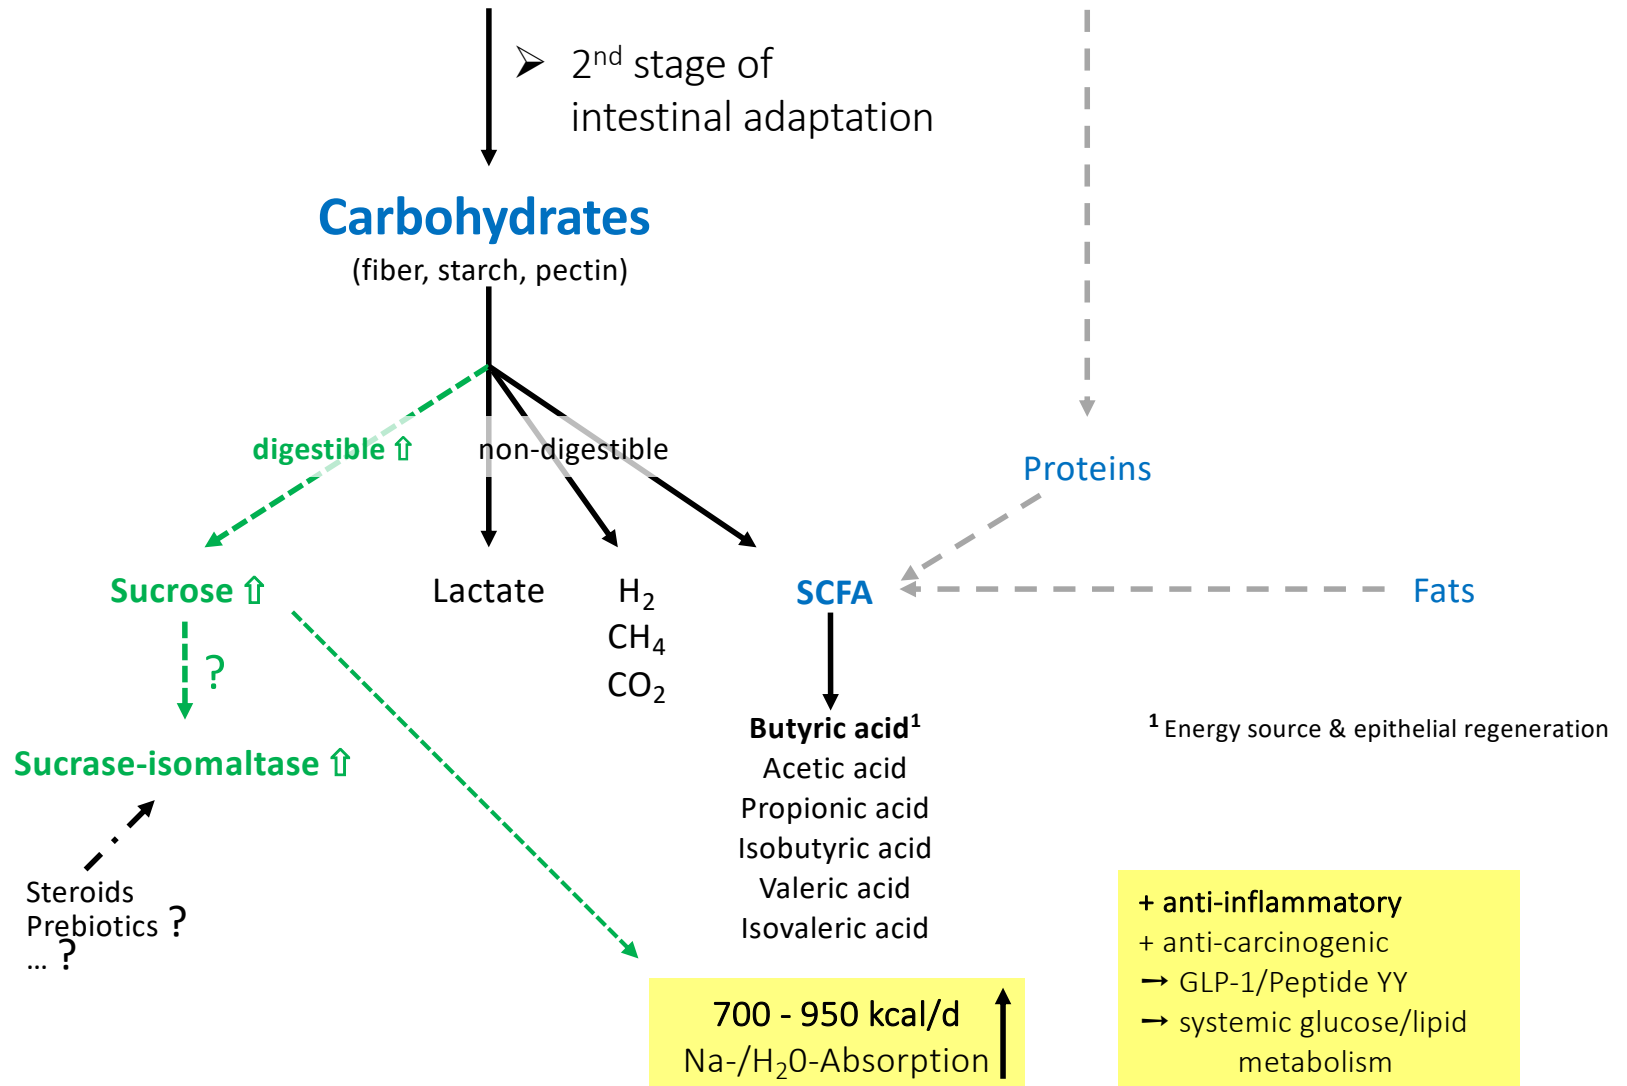 ➢ 2nd stage of
intestinal adaptation
Carbohydrates
(fiber, starch, pectin)
digestible ⇧
non-digestible
Proteins
Sucrose ⇧
Lactate
H2
CH4
CO2
SCFA
Fats
?
Sucrase-isomaltase ⇧
Steroids
Prebiotics ?
... ?
Butyric acid1
Acetic acid
Propionic acid
Isobutyric acid
Valeric acid
Isovaleric acid
1 Energy source & epithelial regeneration
700 - 950 kcal/d
Na-/H20-Absorption
+ anti-inflammatory
+ anti-carcinogenic
→ GLP-1/Peptide YY
→ systemic glucose/lipid
metabolism